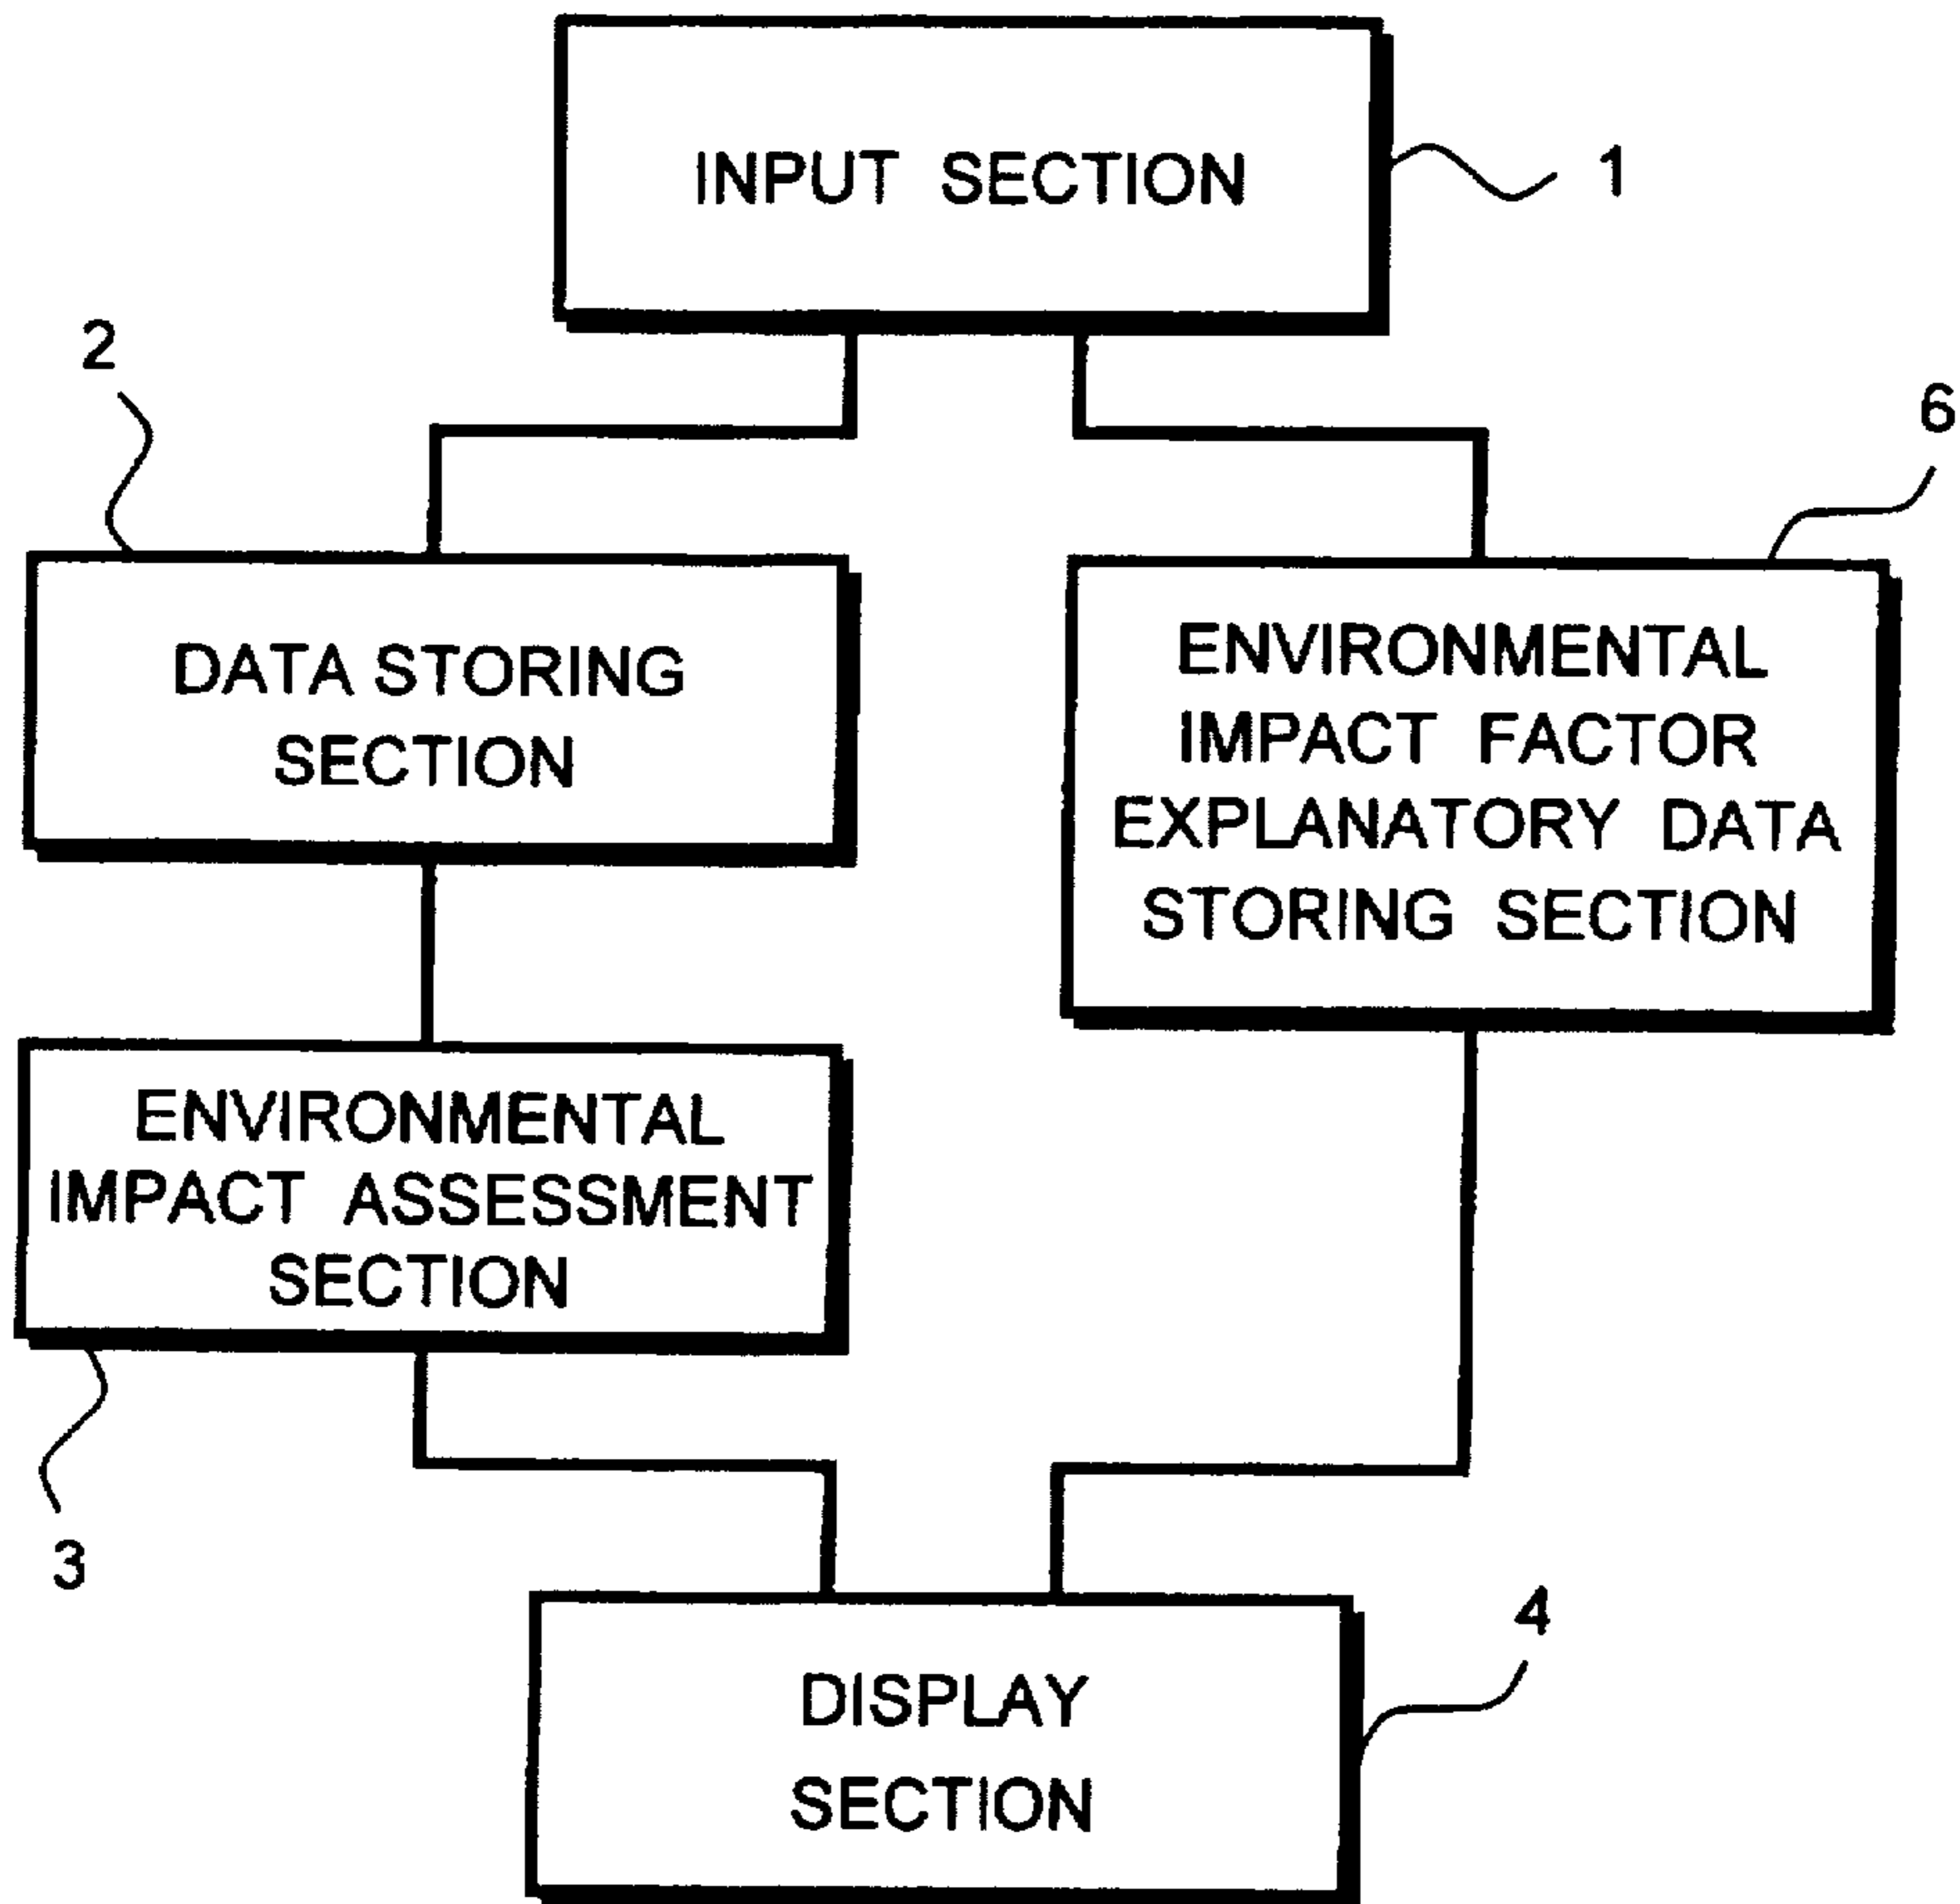 INPUT SECTION
1
2
6
DATA STORING
SECTION
ENVIRONMENTAL
IMPACT FACTOR
EXPLANATORY DATA
STORING SECTION
ENVIRONMENTAL
IMPACT ASSESSMENT
SECTION
3
4
DISPLAY
SECTION